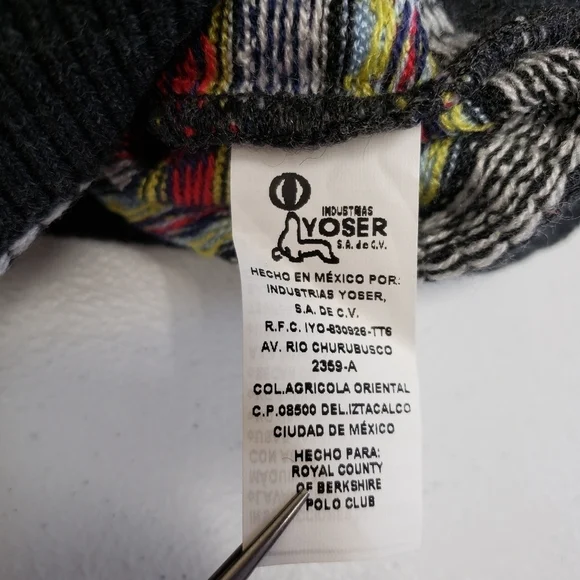 INDUSTRIAS
YOSER
S.A. de C.V.
HECHO EN MÉXICO POR:
INDUSTRIAS YOSER,
S.A. DE C.V.
R.F.C. IYO-830926-TT6
AV. RIO CHURUBUSCO
2359-A
COL.AGRICOLA ORIENTAL
C.P.08500 DEL.IZTACALCO
CIUDAD DE MÉXICO
HECHO PARA:
ROYAL COUNTY
OF BERKSHIRE
POLO CLUB